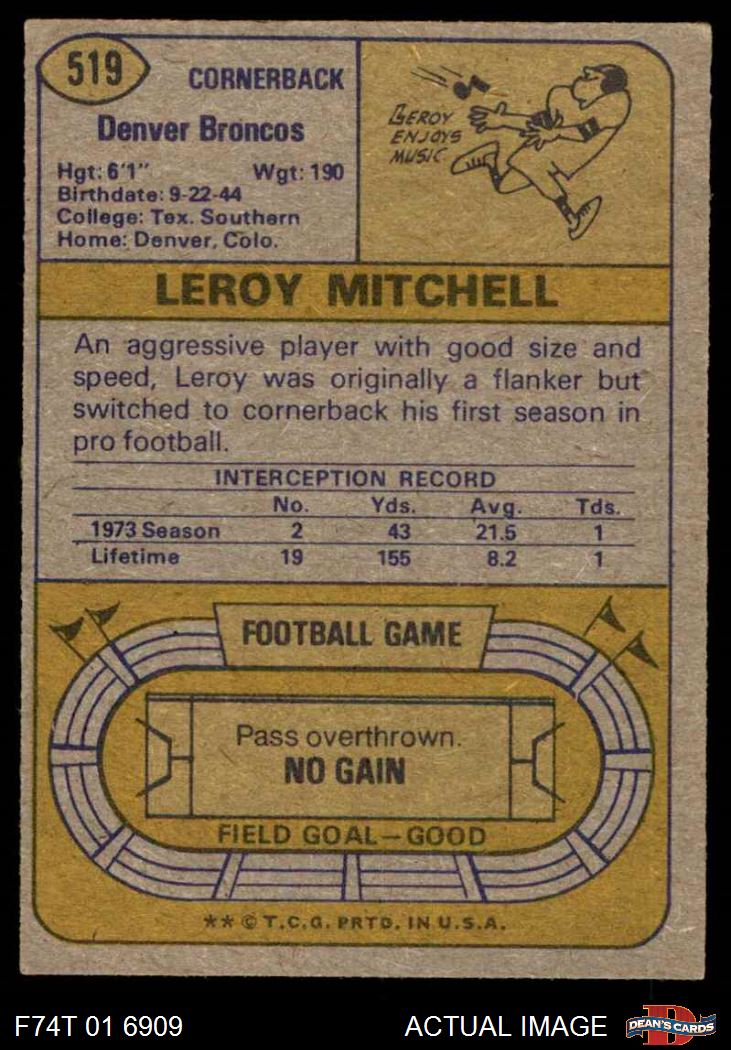 519
CORNERBACK
Denver Broncos
Hgt: 6'1" Wgt: 190
Birthdate: 9-22-44
College: Tex. Southern
Home: Denver, Colo.
LEROY
ENJOYS
MUSIC
LEROY MITCHELL
An aggressive player with good size and
speed, Leroy was originally a flanker but
switched to cornerback his first season in
pro football.
INTERCEPTION RECORD
No. Yds. Avg. Tds.
1973 Season 2 43 21.5 1
Lifetime 19 155 8.2 1
FOOTBALL GAME
Pass overthrown.
NO GAIN
FIELD GOAL—GOOD
** © T.C.G. PRTD. IN U.S.A.
F74T 01 6909 ACTUAL IMAGE
D
DEAN'S CARDS